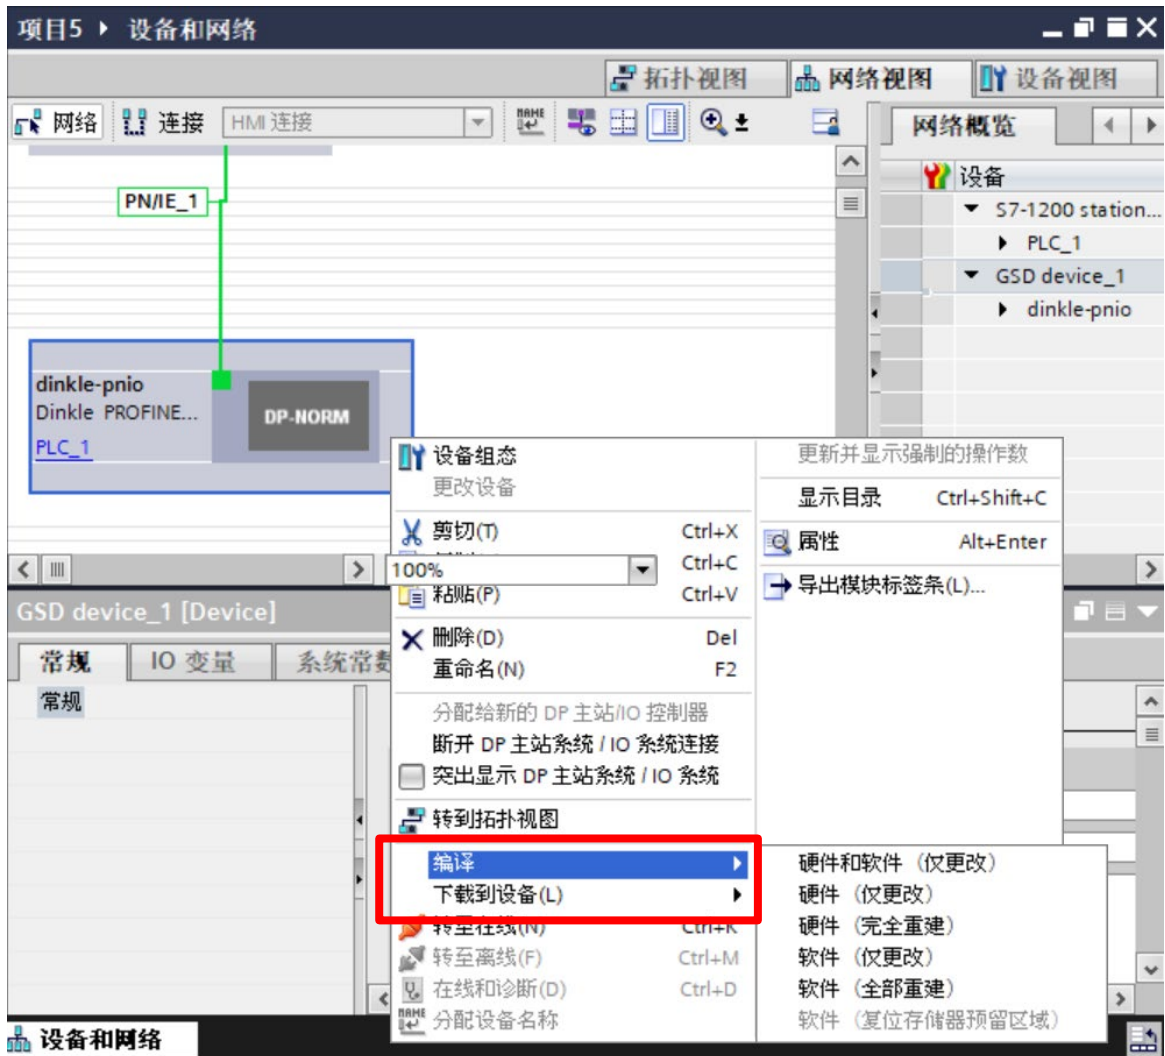 项目5 ▸ 设备和网络
拓扑视图 网络视图 设备视图
网络 连接 HMI 连接
网络概览
设备
PN/IE_1
S7-1200 station...
PLC_1
GSD device_1
dinkle-pnio
dinkle-pnio
Dinkle PROFINE...
DP-NORM
PLC_1
设备组态
更改设备
剪切(T) Ctrl+X
Ctrl+C
100%
粘贴(P) Ctrl+V
删除(D) Del
重命名(N) F2
分配给新的 DP 主站/IO 控制器
断开 DP 主站系统 / IO 系统连接
突出显示 DP 主站系统 / IO 系统
转到拓扑视图
编译
下载到设备(L)
转至在线(N) Ctrl+K
转至离线(F) Ctrl+M
在线和诊断(D) Ctrl+D
分配设备名称
更新并显示强制的操作数
显示目录 Ctrl+Shift+C
属性 Alt+Enter
导出模块标签条(L)...
硬件和软件（仅更改）
硬件（仅更改）
硬件（完全重建）
软件（仅更改）
软件（全部重建）
软件（复位存储器预留区域）
GSD device_1 [Device]
常规 IO 变量 系统常数
常规
设备和网络